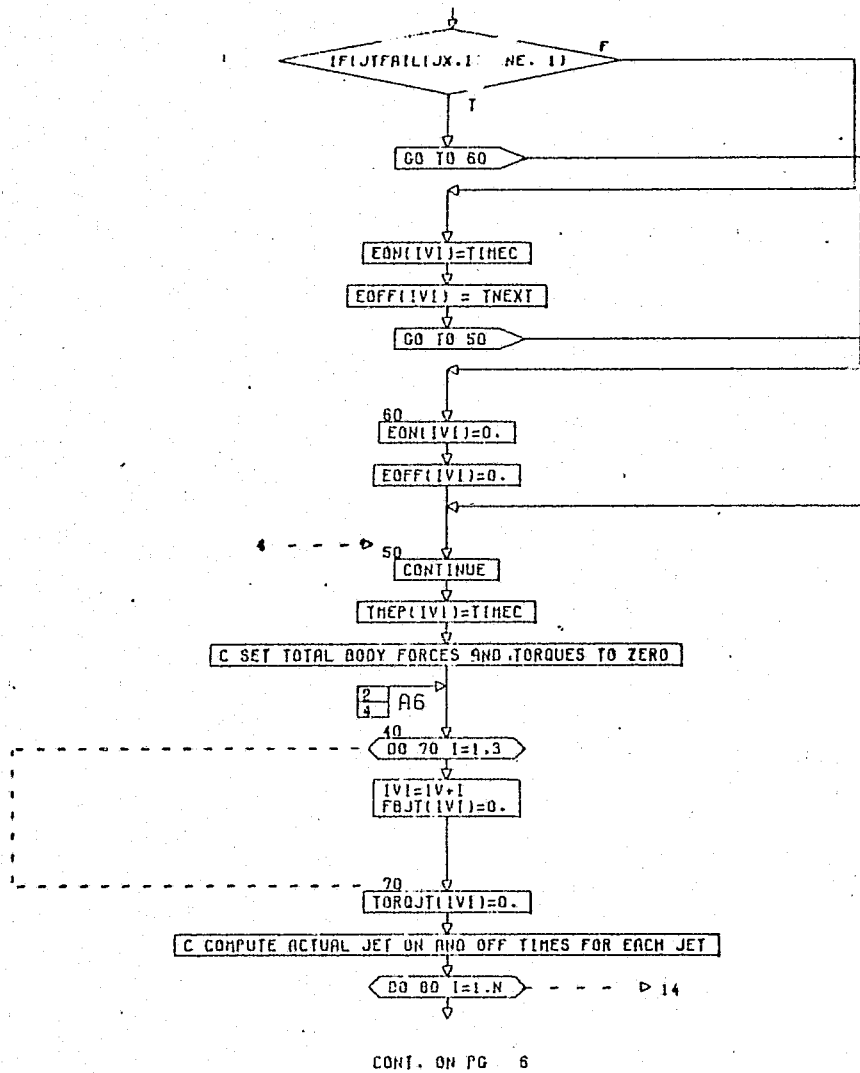 1
IF(JTFAIL(JX.I) NE. 1)
F
T
GO TO 60
EON(IVI)=TIMEC
EOFF(IVI) = TNEXT
GO TO 50
60
EON(IVI)=0.
EOFF(IVI)=0.
4
50
CONTINUE
TMEP(IVI)=TIMEC
C SET TOTAL BODY FORCES AND TORQUES TO ZERO
2
4
A6
40
DO 70 I=1.3
IVI=IV+I
FBJT(IVI)=0.
70
TORQJT(IVI)=0.
C COMPUTE ACTUAL JET ON AND OFF TIMES FOR EACH JET
DO 80 I=1.N
14
CONT. ON PG 6